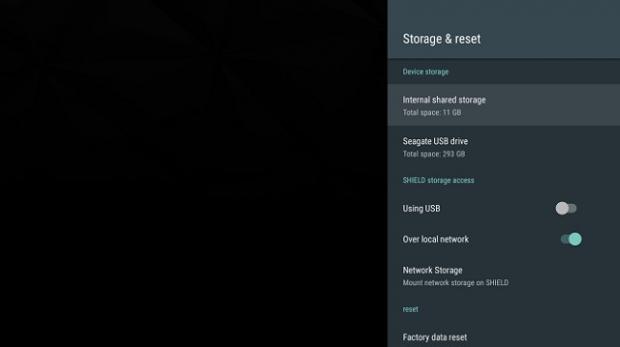 Storage & reset
Device storage
Internal shared storage
Total space: 11 GB
Seagate USB drive
Total space: 293 GB
SHIELD storage access
Using USB
Over local network
Network Storage
Mount network storage on SHIELD
reset
Factory data reset